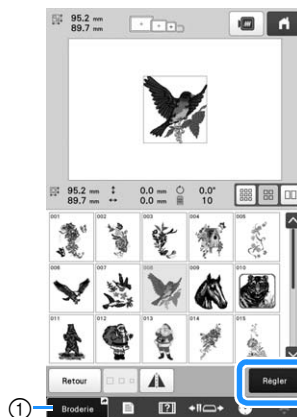 95.2 mm
89.7 mm
95.2 mm 0.0 mm 0.0°
89.7 mm 0.0 mm 10
001 002 003 004 005
006 007 008 009 010
011 012 013 014 015
Retour Régler
1 Broderie ?